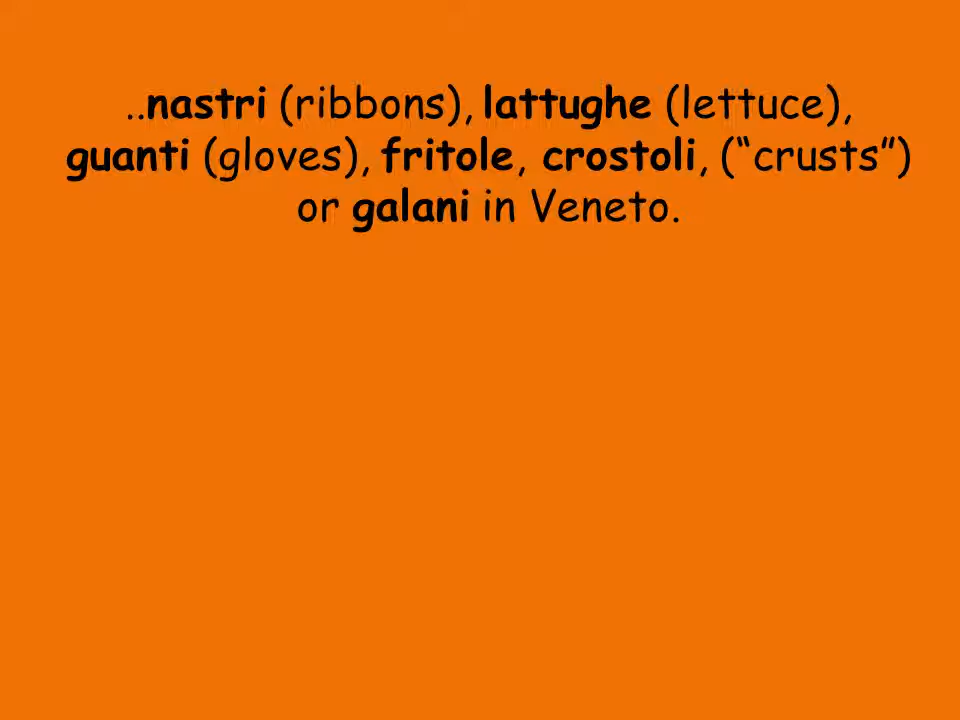 ..nastri (ribbons), lattughe (lettuce),
guanti (gloves), fritole, crostoli, (“crusts”)
or galani in Veneto.